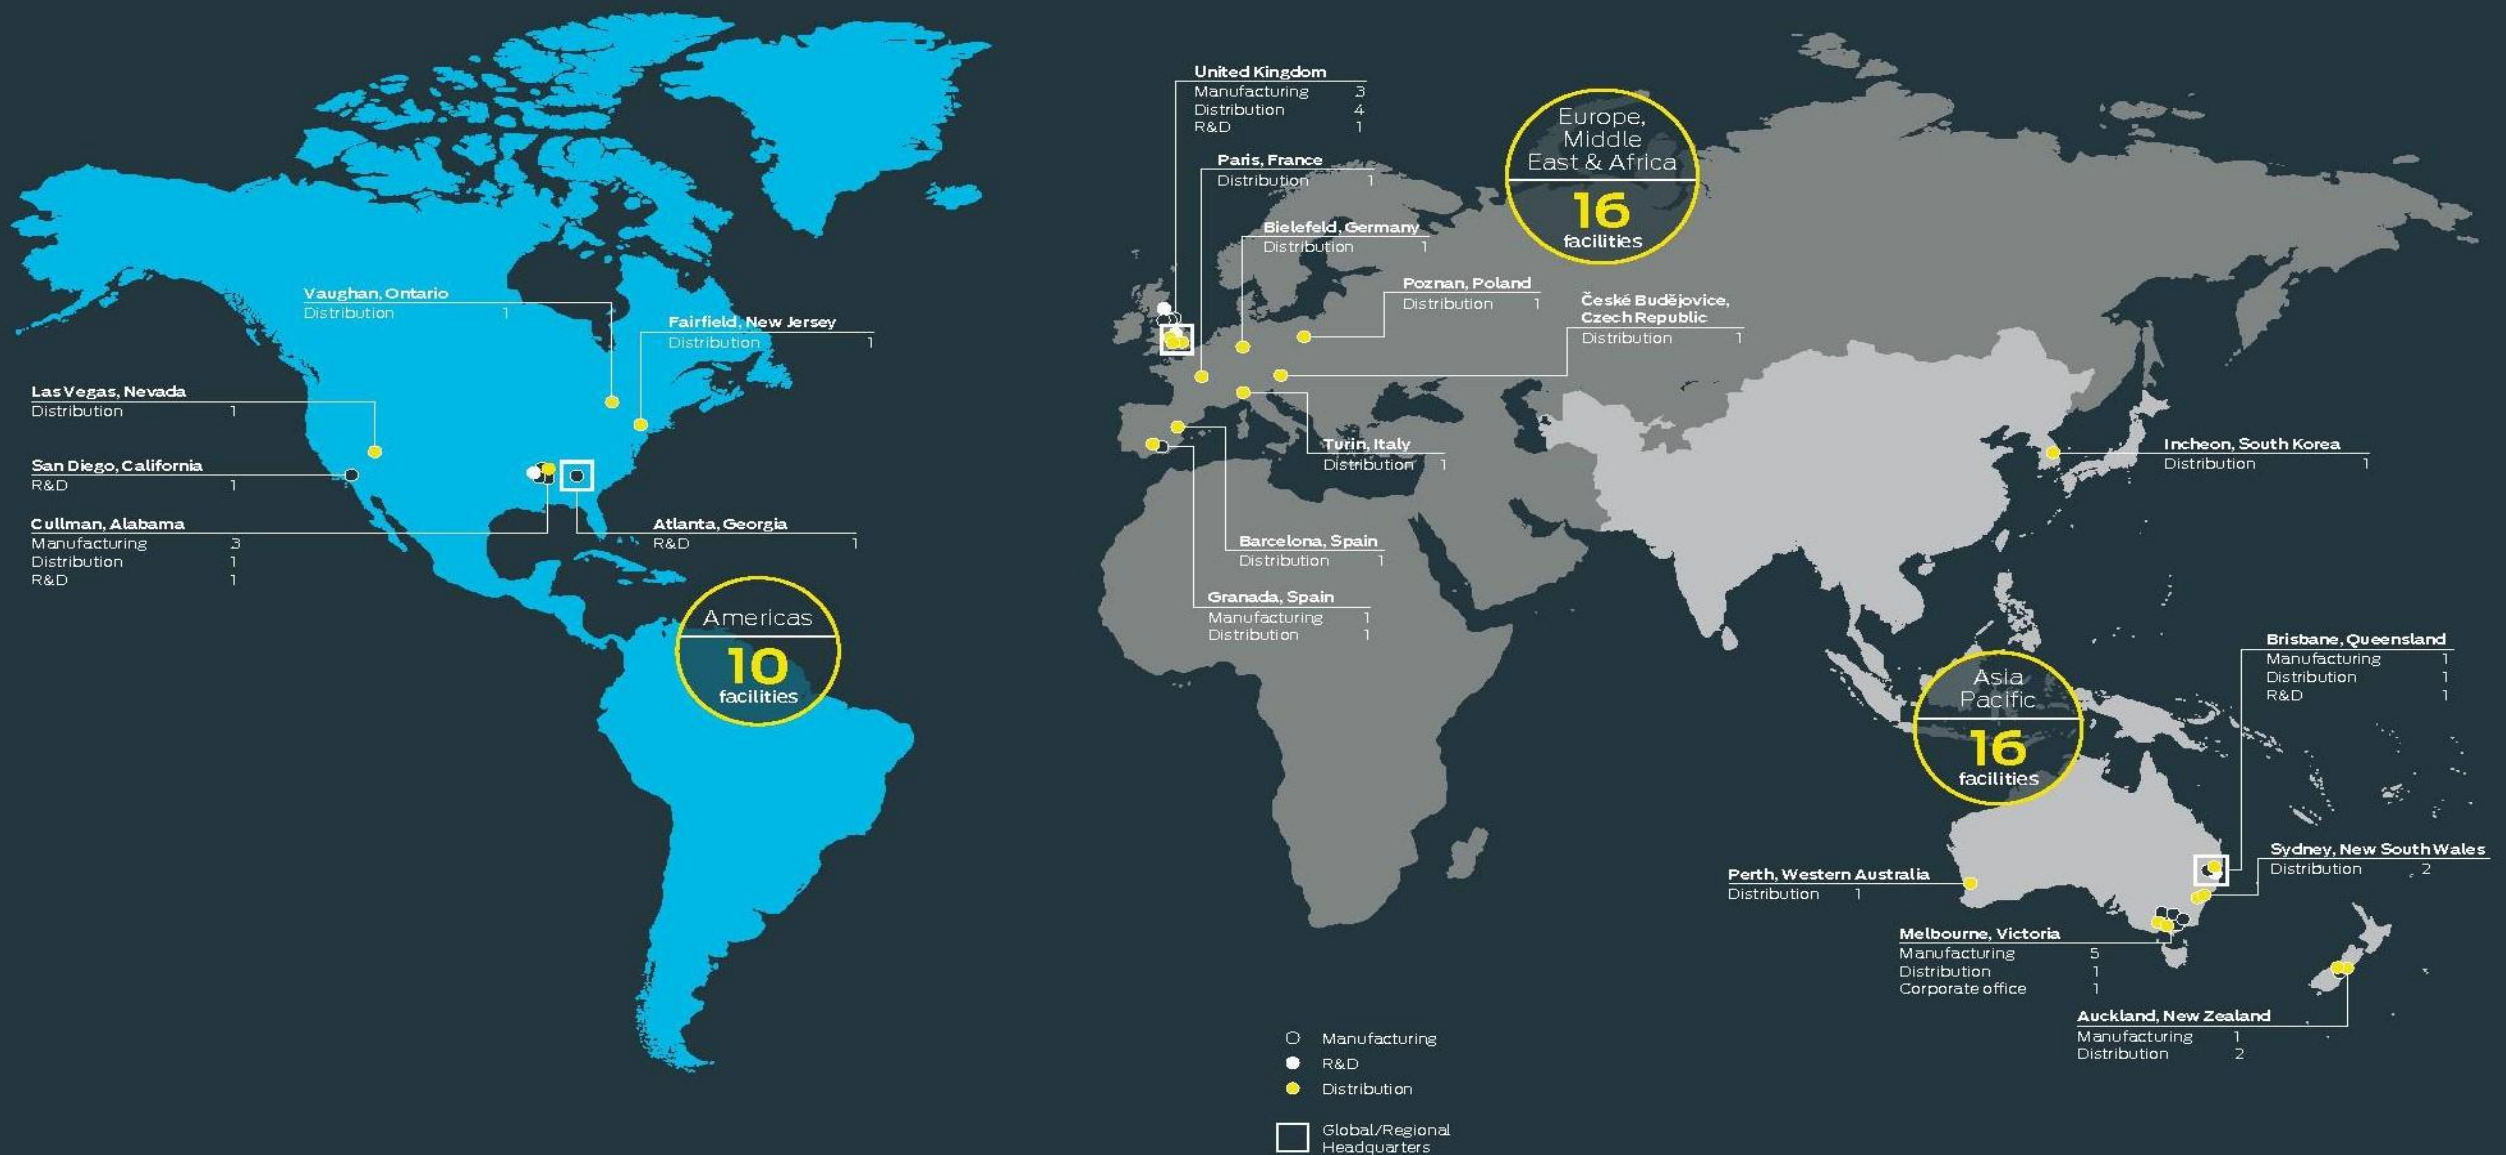 United Kingdom
Manufacturing 3
Distribution 4
R&D 1
Europe,
Middle
East & Africa
16
facilities
Paris, France
Distribution 1
Bielefeld, Germany
Distribution 1
Poznan, Poland
Distribution 1
České Budějovice,
Czech Republic
Distribution 1
Vaughan, Ontario
Distribution 1
Fairfield, New Jersey
Distribution 1
Las Vegas, Nevada
Distribution 1
San Diego, California
R&D 1
Cullman, Alabama
Manufacturing 3
Distribution 1
R&D 1
Atlanta, Georgia
R&D 1
Americas
10
facilities
Turin, Italy
Distribution 1
Barcelona, Spain
Distribution 1
Granada, Spain
Manufacturing 1
Distribution 1
Incheon, South Korea
Distribution 1
Asia
Pacific
16
facilities
Brisbane, Queensland
Manufacturing 1
Distribution 1
R&D 1
Sydney, New South Wales
Distribution 2
Perth, Western Australia
Distribution 1
Melbourne, Victoria
Manufacturing 5
Distribution 1
Corporate office 1
Auckland, New Zealand
Manufacturing 1
Distribution 2
Manufacturing
R&D
Distribution
Global/Regional
Headquarters